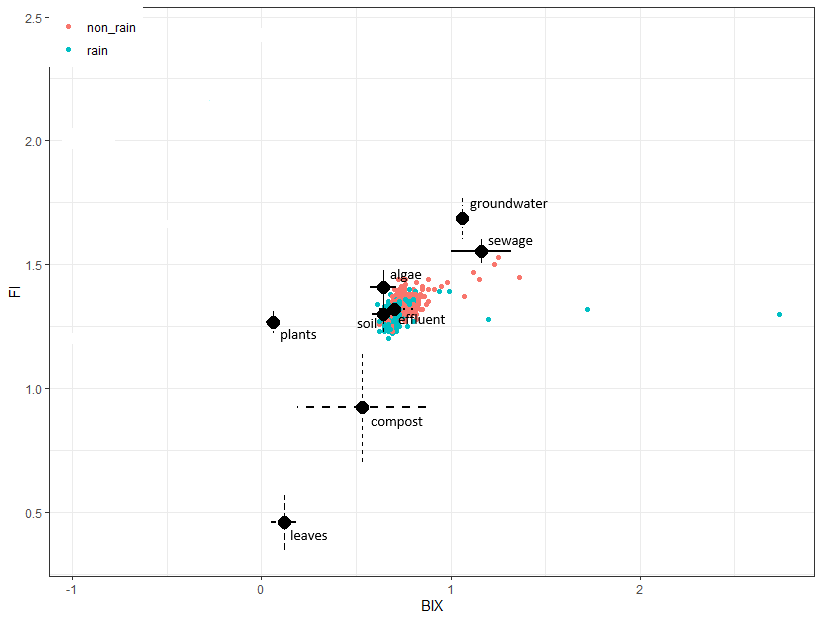 2.5
non_rain
rain
2.0
groundwater
sewage
1.5
algae
FI
soil
effluent
plants
1.0
compost
0.5
leaves
-1
0
1
2
BIX